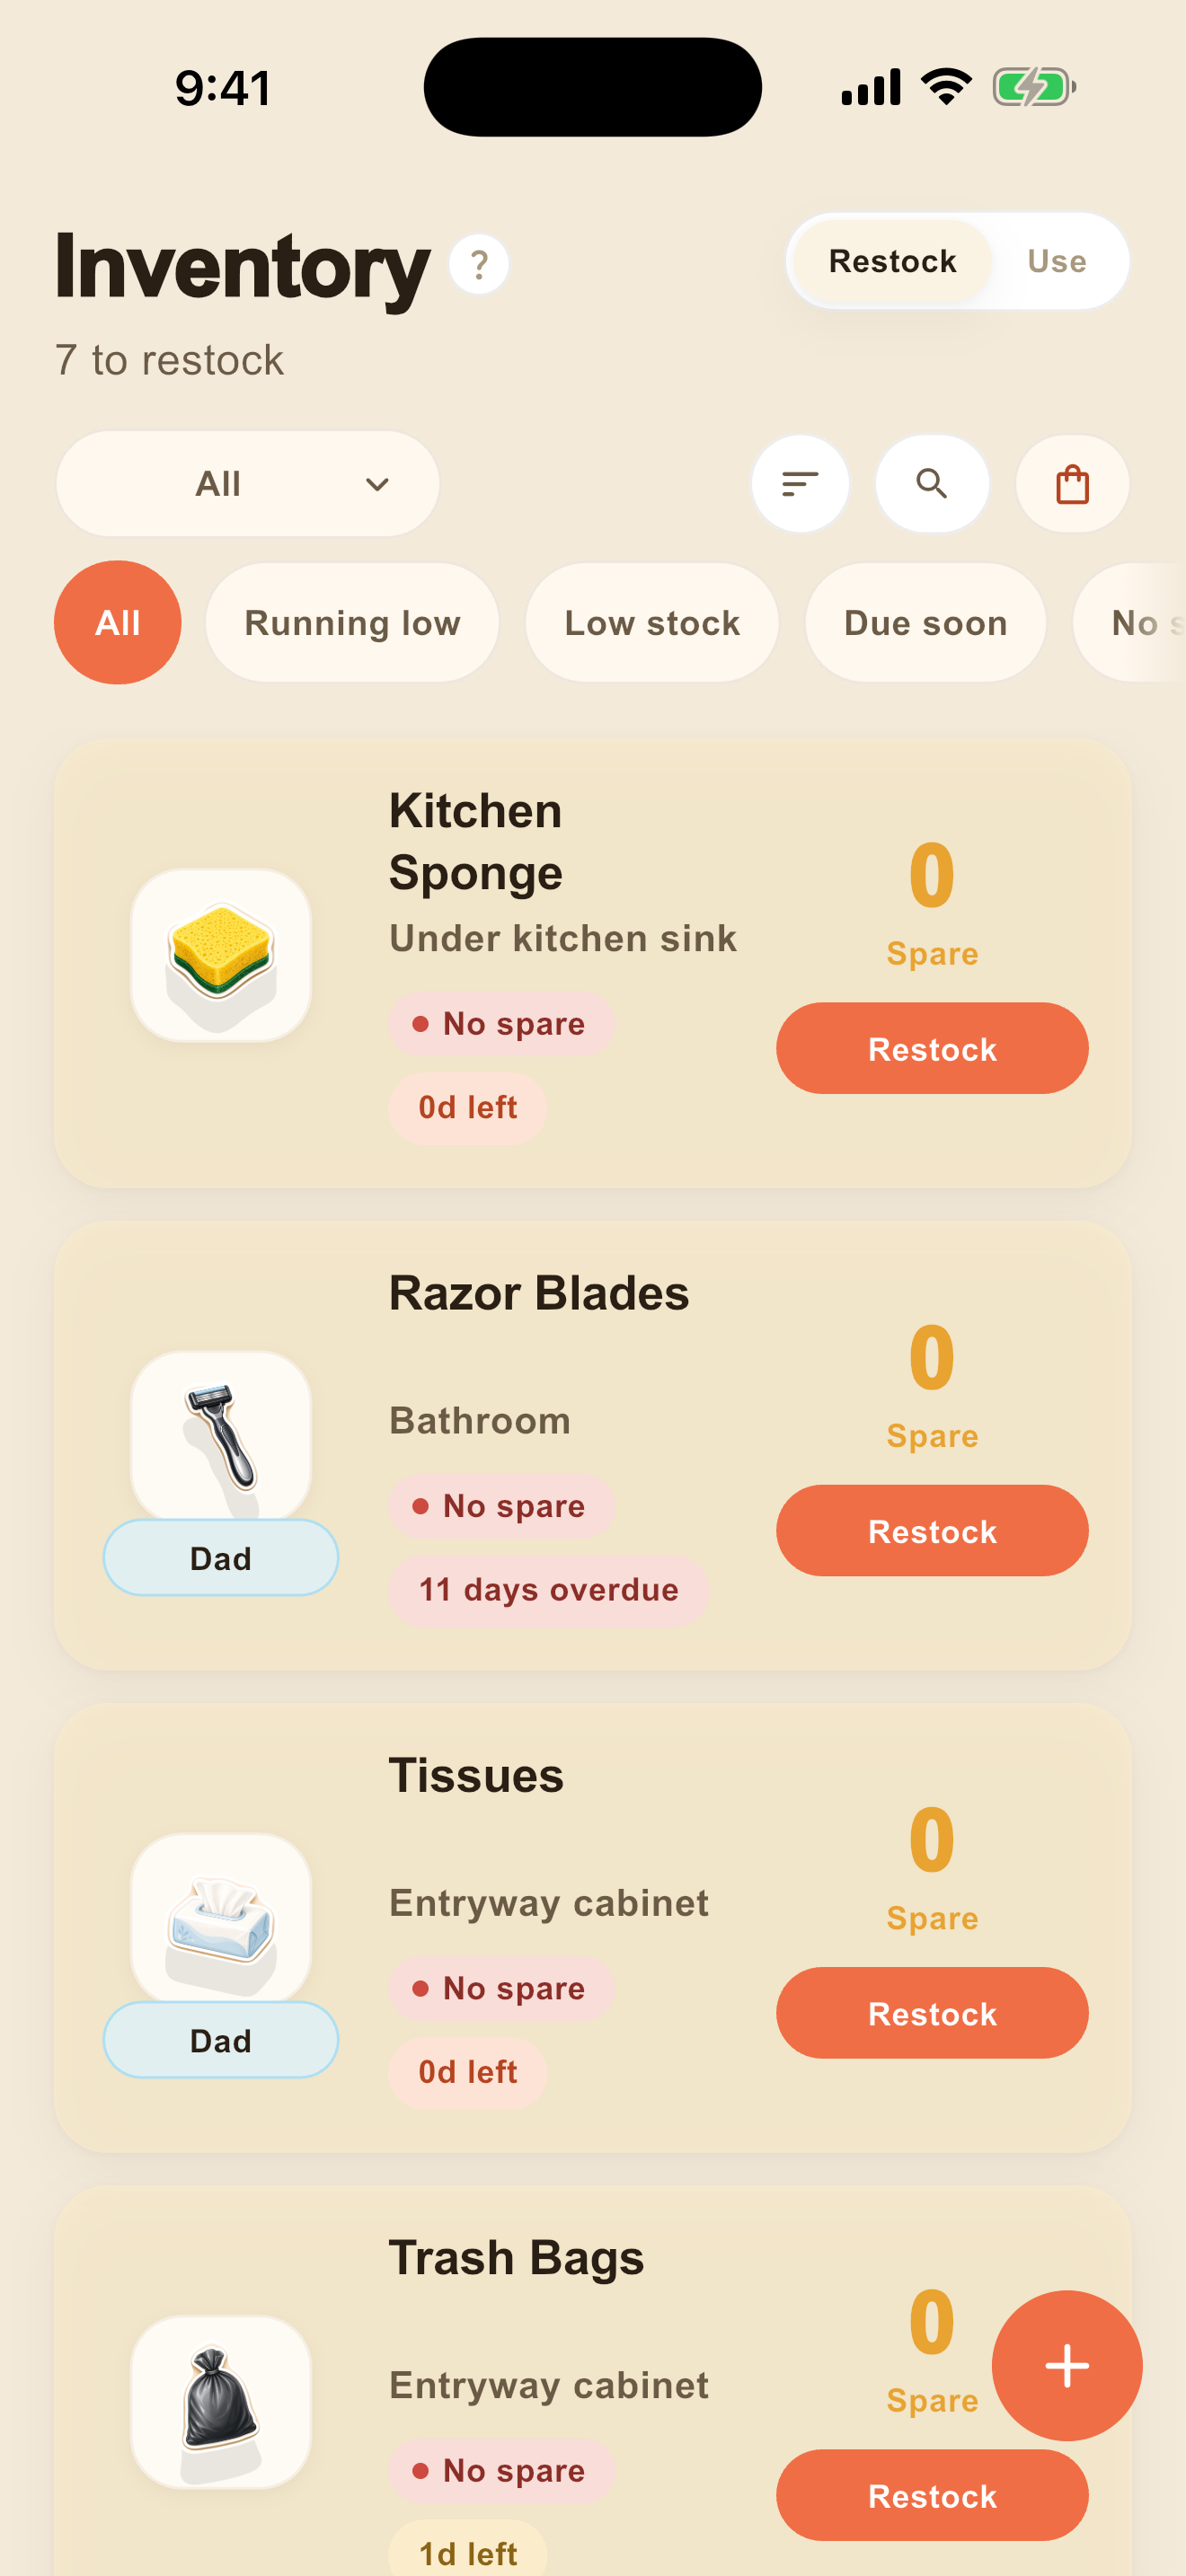 9:41
Inventory ?
Restock
Use
7 to restock
All
All
Running low
Low stock
Due soon
No
Kitchen
Sponge
Under kitchen sink
No spare
0d left
0
Spare
Restock
Razor Blades
Bathroom
No spare
11 days overdue
Dad
0
Spare
Restock
Tissues
Entryway cabinet
No spare
0d left
Dad
0
Spare
Restock
Trash Bags
Entryway cabinet
No spare
1d left
0
Spare
Restock